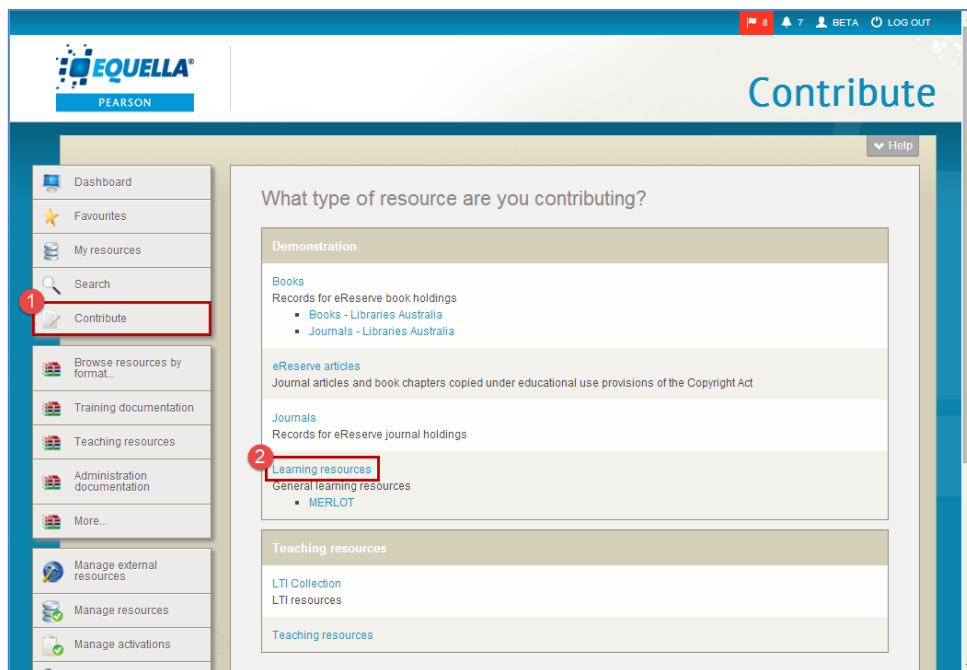 8 7 BETA LOG OUT
EQUELLA®
PEARSON
Contribute
Help
Dashboard
Favourites
My resources
Search
1
Contribute
Browse resources by
format...
Training documentation
Teaching resources
Administration
documentation
More...
Manage external
resources
Manage resources
Manage activations
What type of resource are you contributing?
Demonstration
Books
Records for eReserve book holdings
Books - Libraries Australia
Journals - Libraries Australia
eReserve articles
Journal articles and book chapters copied under educational use provisions of the Copyright Act
Journals
Records for eReserve journal holdings
2
Learning resources
General learning resources
MERLOT
Teaching resources
LTI Collection
LTI resources
Teaching resources